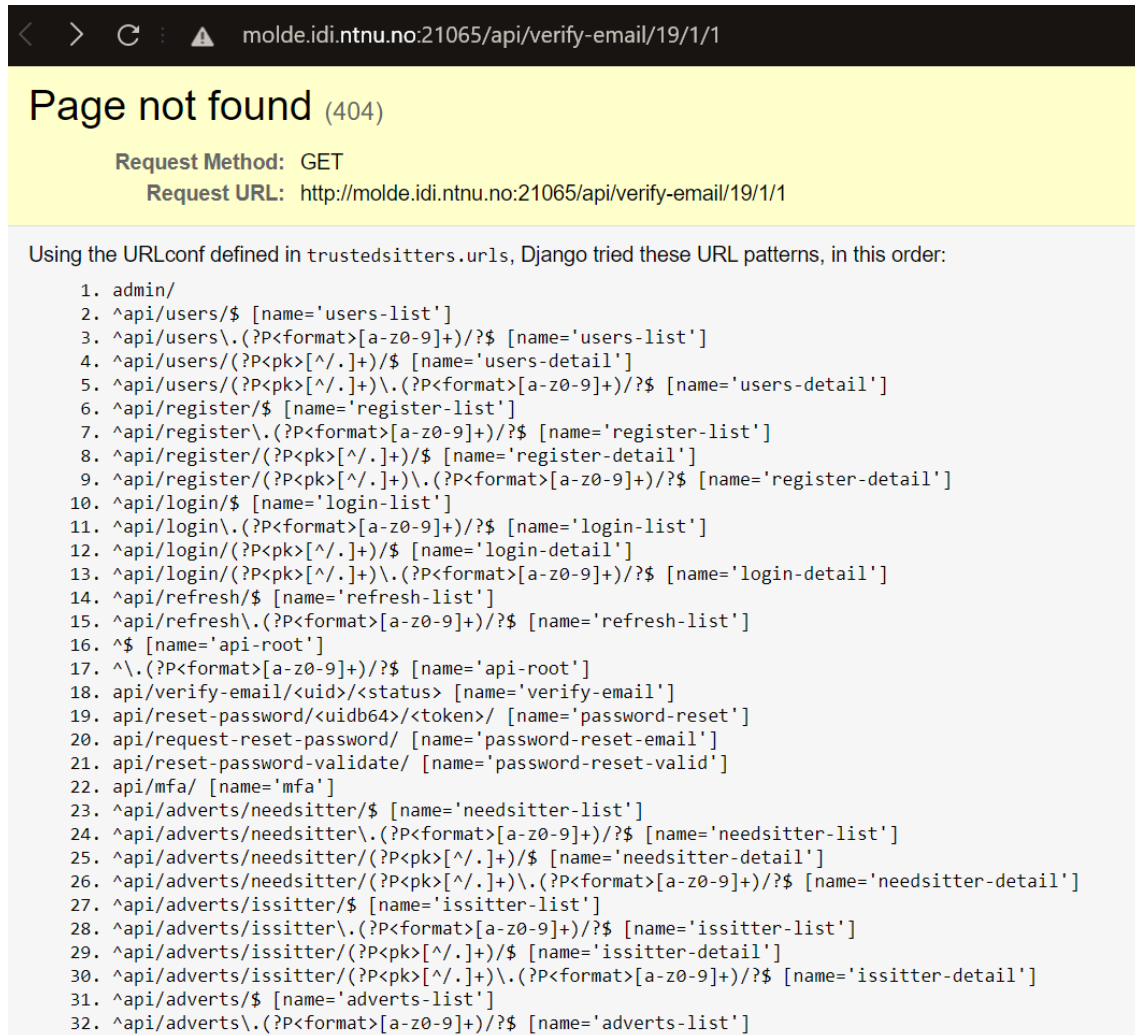 molde.idi.ntnu.no:21065/api/verify-email/19/1/1
Page not found (404)
Request Method: GET
Request URL: http://molde.idi.ntnu.no:21065/api/verify-email/19/1/1
Using the URLconf defined in trustedsitters.urls, Django tried these URL patterns, in this order:
1. admin/
2. ^api/users/$ [name='users-list']
3. ^api/users\.(?P<format>[a-z0-9]+)/?$ [name='users-list']
4. ^api/users/(?P<pk>[^/.]+)/$ [name='users-detail']
5. ^api/users/(?P<pk>[^/.]+)\.(?P<format>[a-z0-9]+)/?$ [name='users-detail']
6. ^api/register/$ [name='register-list']
7. ^api/register\.(?P<format>[a-z0-9]+)/?$ [name='register-list']
8. ^api/register/(?P<pk>[^/.]+)/$ [name='register-detail']
9. ^api/register/(?P<pk>[^/.]+)\.(?P<format>[a-z0-9]+)/?$ [name='register-detail']
10. ^api/login/$ [name='login-list']
11. ^api/login\.(?P<format>[a-z0-9]+)/?$ [name='login-list']
12. ^api/login/(?P<pk>[^/.]+)/$ [name='login-detail']
13. ^api/login/(?P<pk>[^/.]+)\.(?P<format>[a-z0-9]+)/?$ [name='login-detail']
14. ^api/refresh/$ [name='refresh-list']
15. ^api/refresh\.(?P<format>[a-z0-9]+)/?$ [name='refresh-list']
16. ^$ [name='api-root']
17. ^\.(?P<format>[a-z0-9]+)/?$ [name='api-root']
18. api/verify-email/<uid>/<status> [name='verify-email']
19. api/reset-password/<uidb64>/<token>/ [name='password-reset']
20. api/request-reset-password/ [name='password-reset-email']
21. api/reset-password-validate/ [name='password-reset-valid']
22. api/mfa/ [name='mfa']
23. ^api/adverts/needsitter/$ [name='needsitter-list']
24. ^api/adverts/needsitter\.(?P<format>[a-z0-9]+)/?$ [name='needsitter-list']
25. ^api/adverts/needsitter/(?P<pk>[^/.]+)/$ [name='needsitter-detail']
26. ^api/adverts/needsitter/(?P<pk>[^/.]+)\.(?P<format>[a-z0-9]+)/?$ [name='needsitter-detail']
27. ^api/adverts/issitter/$ [name='issitter-list']
28. ^api/adverts/issitter\.(?P<format>[a-z0-9]+)/?$ [name='issitter-list']
29. ^api/adverts/issitter/(?P<pk>[^/.]+)/$ [name='issitter-detail']
30. ^api/adverts/issitter/(?P<pk>[^/.]+)\.(?P<format>[a-z0-9]+)/?$ [name='issitter-detail']
31. ^api/adverts/$ [name='adverts-list']
32. ^api/adverts\.(?P<format>[a-z0-9]+)/?$ [name='adverts-list']